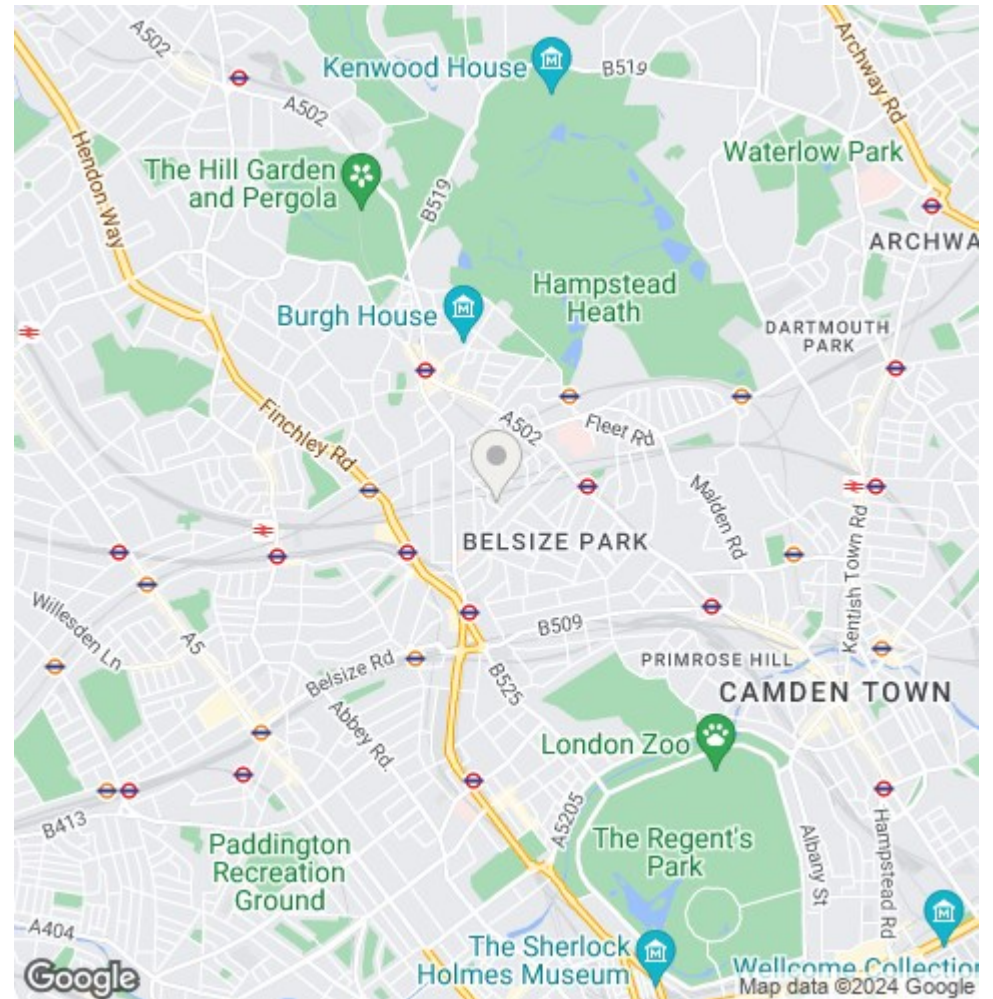 A502
Kenwood House
B519
Archway Rd
A502
Hendon Way
The Hill Garden
and Pergola
B519
Waterlow Park
ARCHWA
Hampstead
Heath
Burgh House
DARTMOUTH
PARK
A502
Fleet Rd
Finchley Rd
Malden Rd
BELSIZE PARK
Kentish Town Rd
Willesden Ln
A5
B509
Belsize Rd
PRIMROSE HILL
B525
CAMDEN TOWN
Abbey Rd.
London Zoo
A5205
B413
Paddington
Recreation
Ground
The Regent's
Park
Albany St
Hampstead Rd
A404
The Sherlock
Holmes Museum
Wellcome Collection
Google
Map data ©2024 Google